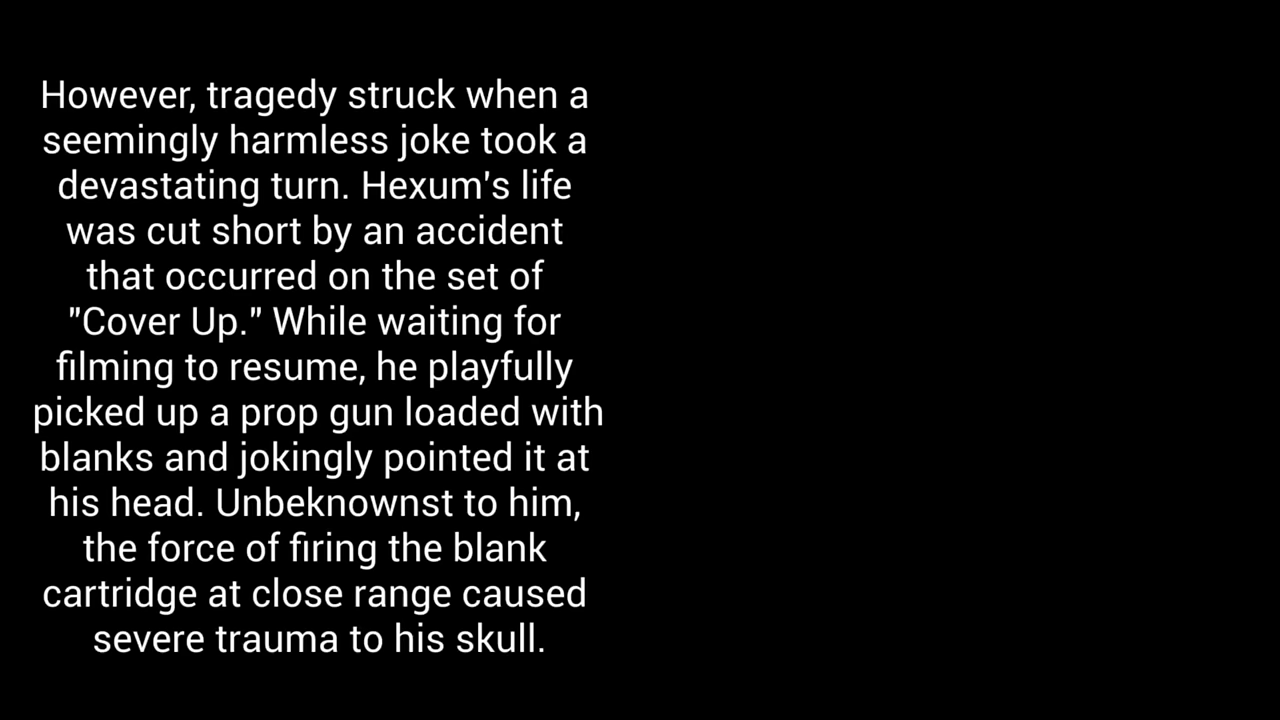 However, tragedy struck when a
seemingly harmless joke took a
devastating turn. Hexum's life
was cut short by an accident
that occurred on the set of
"Cover Up." While waiting for
filming to resume, he playfully
picked up a prop gun loaded with
blanks and jokingly pointed it at
his head. Unbeknownst to him,
the force of firing the blank
cartridge at close range caused
severe trauma to his skull.